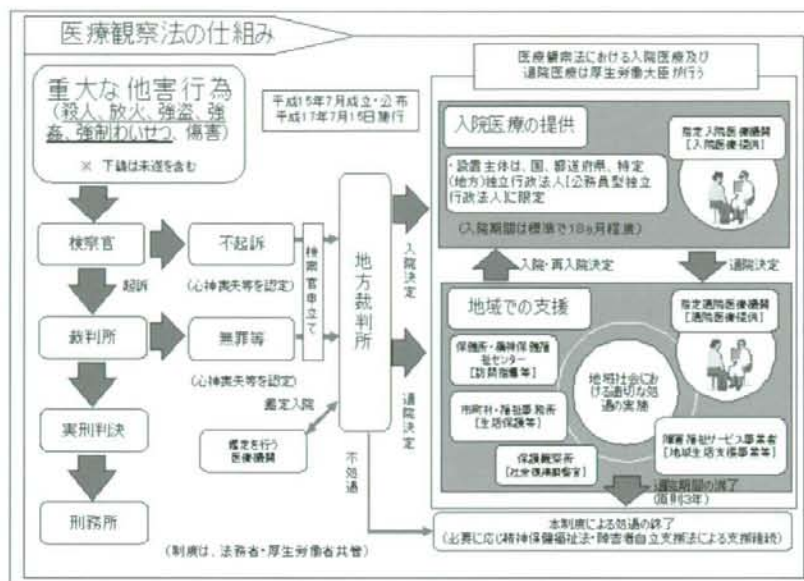 医療観察法の仕組み
重大な他害行為
(殺人、放火、強盗、強
姦、強制わいせつ、傷害)
※ 下線は未遂を含む
平成15年7月成立・公布
平成17年7月15日施行
検察官
起訴
裁判所
実刑判決
刑務所
不起訴
(心神喪失等を認定)
無罪等
(心神喪失等を認定)
検察官申立て
鑑定入院
鑑定を行う
医療機関
地方裁判所
入院決定
通院決定
不処遇
医療観察法における入院医療及び
通院医療は厚生労働大臣が行う
入院医療の提供
・設置主体は、国、都道府県、特定
(地方)独立行政法人[公務員型独立
行政法人]に限定
(入院期間は標準で18ヶ月程度)
指定入院医療機関
[入院医療提供]
入院・再入院決定
退院決定
地域での支援
指定通院医療機関
[通院医療提供]
保健所・精神保健福
祉センター
[訪問指導等]
市町村・福祉事務所
[生活保護等]
保護観察所
[社会復帰調整官]
地域社会にお
ける適切な処
遇の実施
障害福祉サービス事業者
[地域生活支援事業等]
通院期間の終了
(原則3年)
本制度による処遇の終了
(必要に応じ精神保健福祉法・障害者自立支援法による支援継続)
(制度は、法務省・厚生労働省共管)